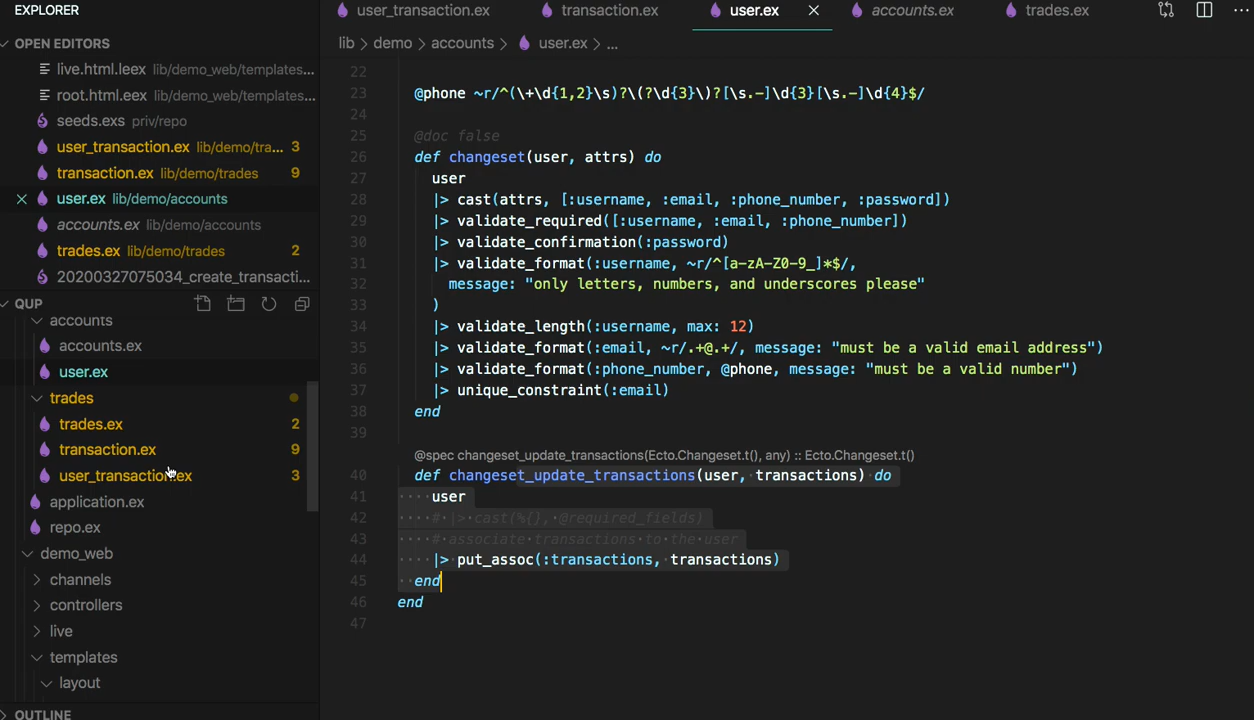 EXPLORER
OPEN EDITORS
live.html.leex lib/demo_web/templates...
root.html.eex lib/demo_web/templates...
seeds.exs priv/repo
user_transaction.ex lib/demo/tra... 3
transaction.ex lib/demo/trades 9
user.ex lib/demo/accounts
accounts.ex lib/demo/accounts
trades.ex lib/demo/trades 2
20200327075034_create_transacti...
QUP
accounts
accounts.ex
user.ex
trades
trades.ex 2
transaction.ex 9
user_transaction.ex 3
application.ex
repo.ex
demo_web
channels
controllers
live
templates
layout
OUTLINE
user_transaction.ex transaction.ex user.ex accounts.ex trades.ex
lib > demo > accounts > user.ex > ...
22
23 @phone ~r/^(\+\d{1,2}\s)?\(?\d{3}\)?[\s.-]\d{3}[\s.-]\d{4}$/
24
25 @doc false
26 def changeset(user, attrs) do
27 user
28 |> cast(attrs, [:username, :email, :phone_number, :password])
29 |> validate_required([:username, :email, :phone_number])
30 |> validate_confirmation(:password)
31 |> validate_format(:username, ~r/^[a-zA-Z0-9_]*$/,
32 message: "only letters, numbers, and underscores please"
33 )
34 |> validate_length(:username, max: 12)
35 |> validate_format(:email, ~r/.+@.+/, message: "must be a valid email address")
36 |> validate_format(:phone_number, @phone, message: "must be a valid number")
37 |> unique_constraint(:email)
38 end
39
@spec changeset_update_transactions(Ecto.Changeset.t(), any) :: Ecto.Changeset.t()
40 def changeset_update_transactions(user, transactions) do
41 user
42 # |> cast(%{}, @required_fields)
43 # associate transactions to the user
44 |> put_assoc(:transactions, transactions)
45 end
46 end
47